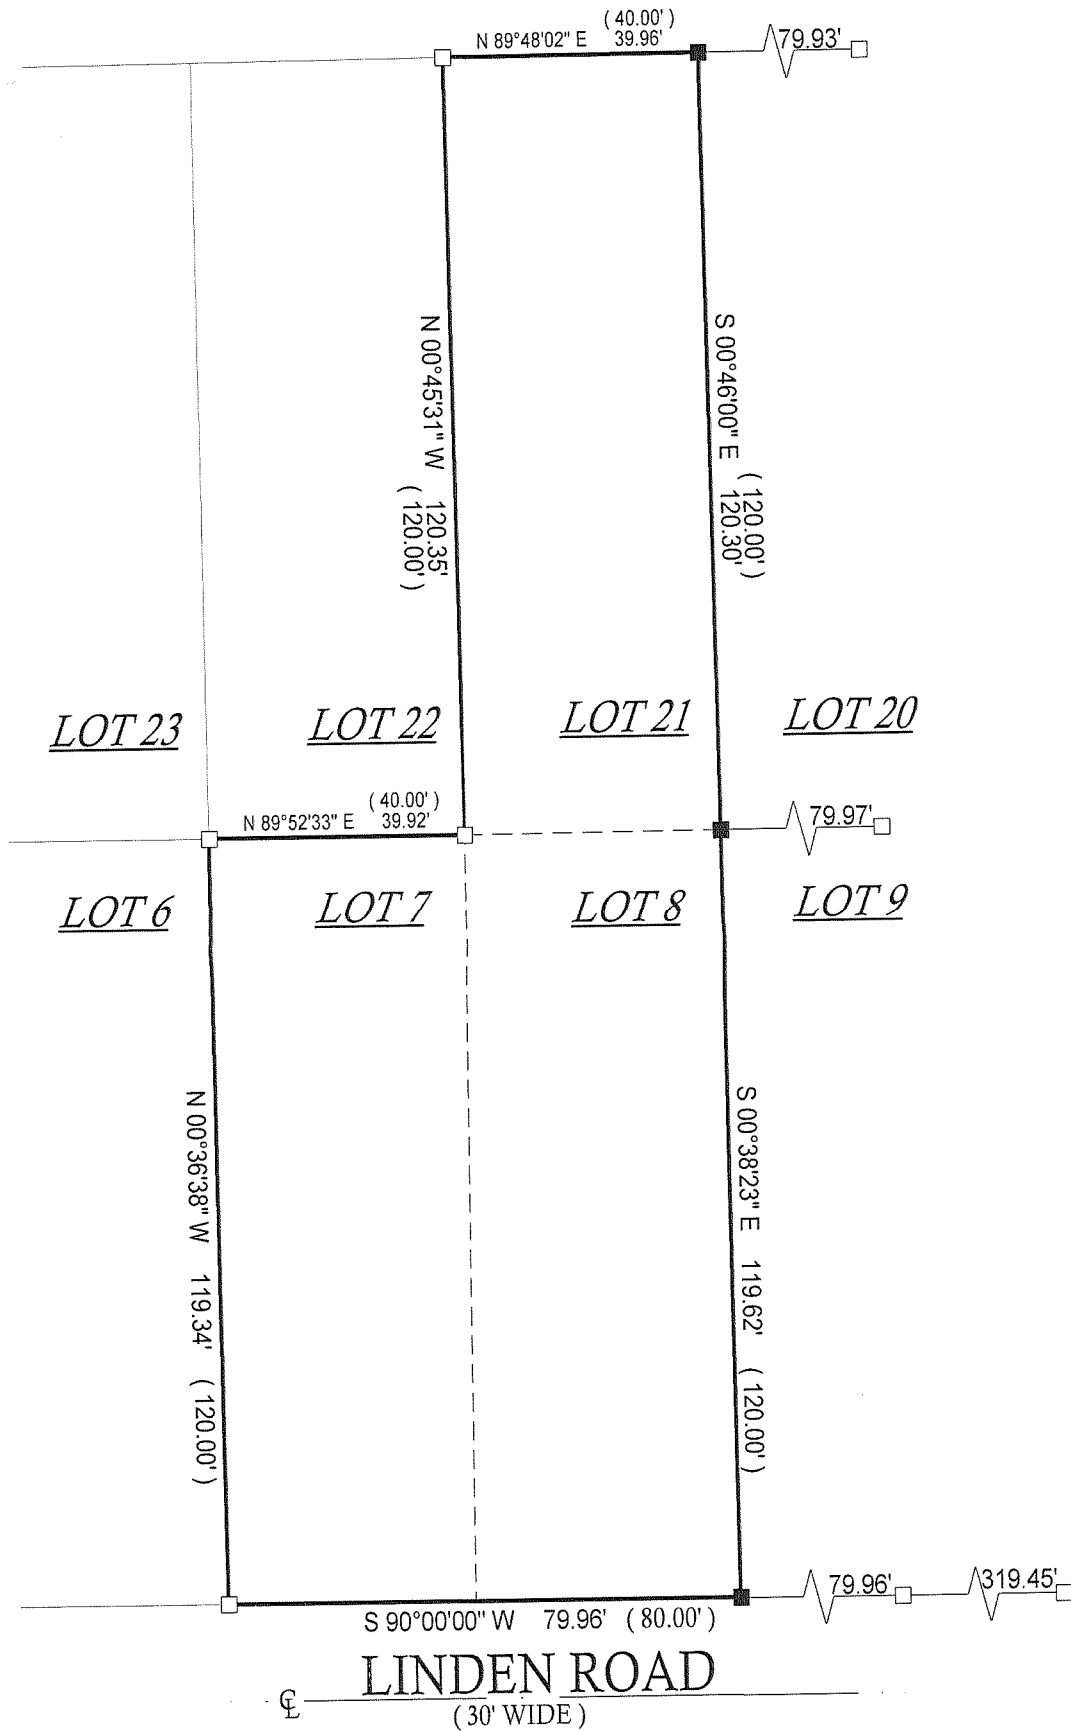 ( 40.00' )
N 89°48'02" E 39.96'
79.93'
N 00°45'31" W 120.35'
( 120.00' )
S 00°46'00" E ( 120.00' )
120.30'
LOT 23
LOT 22
LOT 21
LOT 20
( 40.00' )
N 89°52'33" E 39.92'
79.97'
LOT 6
LOT 7
LOT 8
LOT 9
N 00°36'38" W 119.34' ( 120.00' )
S 00°38'23" E 119.62' ( 120.00' )
79.96'
319.45'
S 90°00'00" W 79.96' ( 80.00' )
LINDEN ROAD
℄
( 30' WIDE )